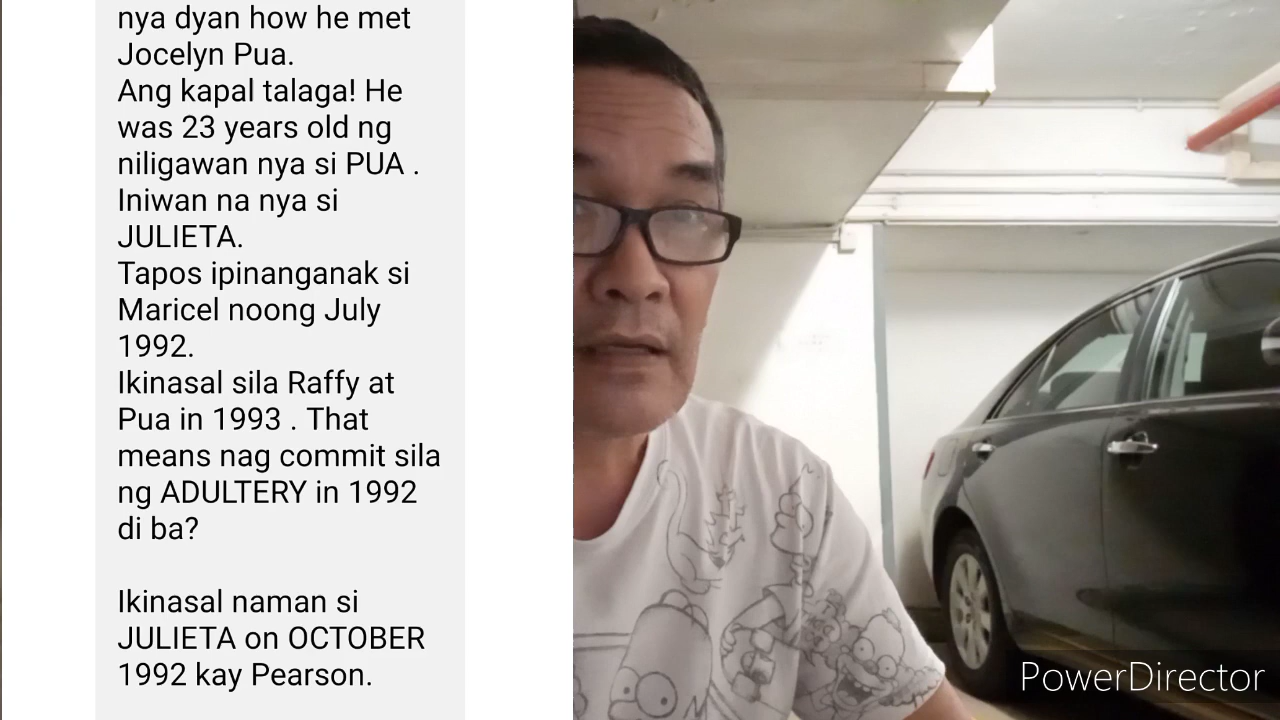 nya dyan how he met
Jocelyn Pua.
Ang kapal talaga! He
was 23 years old ng
niligawan nya si PUA .
Iniwan na nya si
JULIETA.
Tapos ipinanganak si
Maricel noong July
1992.
Ikinasal sila Raffy at
Pua in 1993 . That
means nag commit sila
ng ADULTERY in 1992
di ba?
Ikinasal naman si
JULIETA on OCTOBER
1992 kay Pearson.
PowerDirector